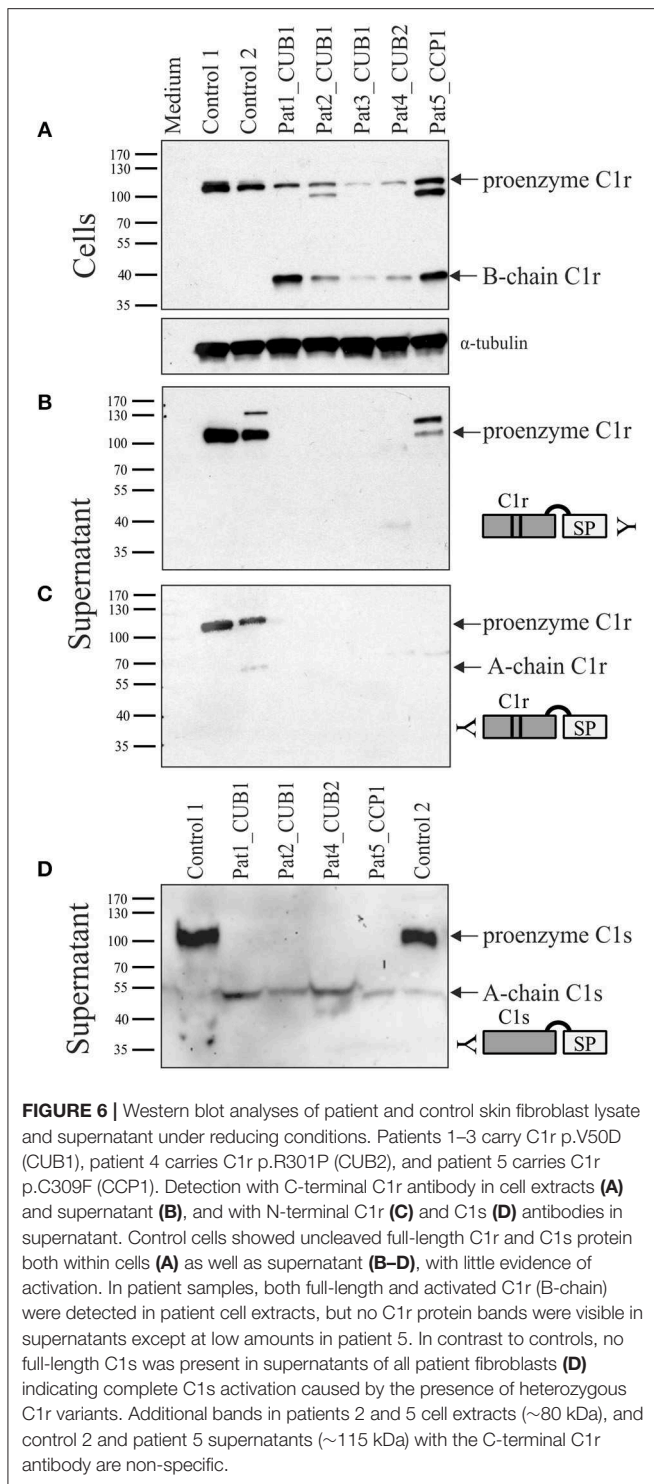 Medium
Control 1
Control 2
Pat1_CUB1
Pat2_CUB1
Pat3_CUB1
Pat4_CUB2
Pat5_CCP1
A
Cells
170
130
100
70
55
40
35
proenzyme C1r
B-chain C1r
α-tubulin
B
Supernatant
170
130
100
70
55
40
35
proenzyme C1r
C1r
SP
Y
C
170
130
100
70
55
40
35
proenzyme C1r
A-chain C1r
C1r
Y
SP
Control 1
Pat1_CUB1
Pat2_CUB1
Pat4_CUB2
Pat5_CCP1
Control 2
D
Supernatant
170
130
100
70
55
40
35
proenzyme C1s
A-chain C1s
C1s
Y
SP
FIGURE 6 | Western blot analyses of patient and control skin fibroblast lysate
and supernatant under reducing conditions. Patients 1–3 carry C1r p.V50D
(CUB1), patient 4 carries C1r p.R301P (CUB2), and patient 5 carries C1r
p.C309F (CCP1). Detection with C-terminal C1r antibody in cell extracts (A)
and supernatant (B), and with N-terminal C1r (C) and C1s (D) antibodies in
supernatant. Control cells showed uncleaved full-length C1r and C1s protein
both within cells (A) as well as supernatant (B–D), with little evidence of
activation. In patient samples, both full-length and activated C1r (B-chain)
were detected in patient cell extracts, but no C1r protein bands were visible in
supernatants except at low amounts in patient 5. In contrast to controls, no
full-length C1s was present in supernatants of all patient fibroblasts (D)
indicating complete C1s activation caused by the presence of heterozygous
C1r variants. Additional bands in patients 2 and 5 cell extracts (∼80 kDa), and
control 2 and patient 5 supernatants (∼115 kDa) with the C-terminal C1r
antibody are non-specific.